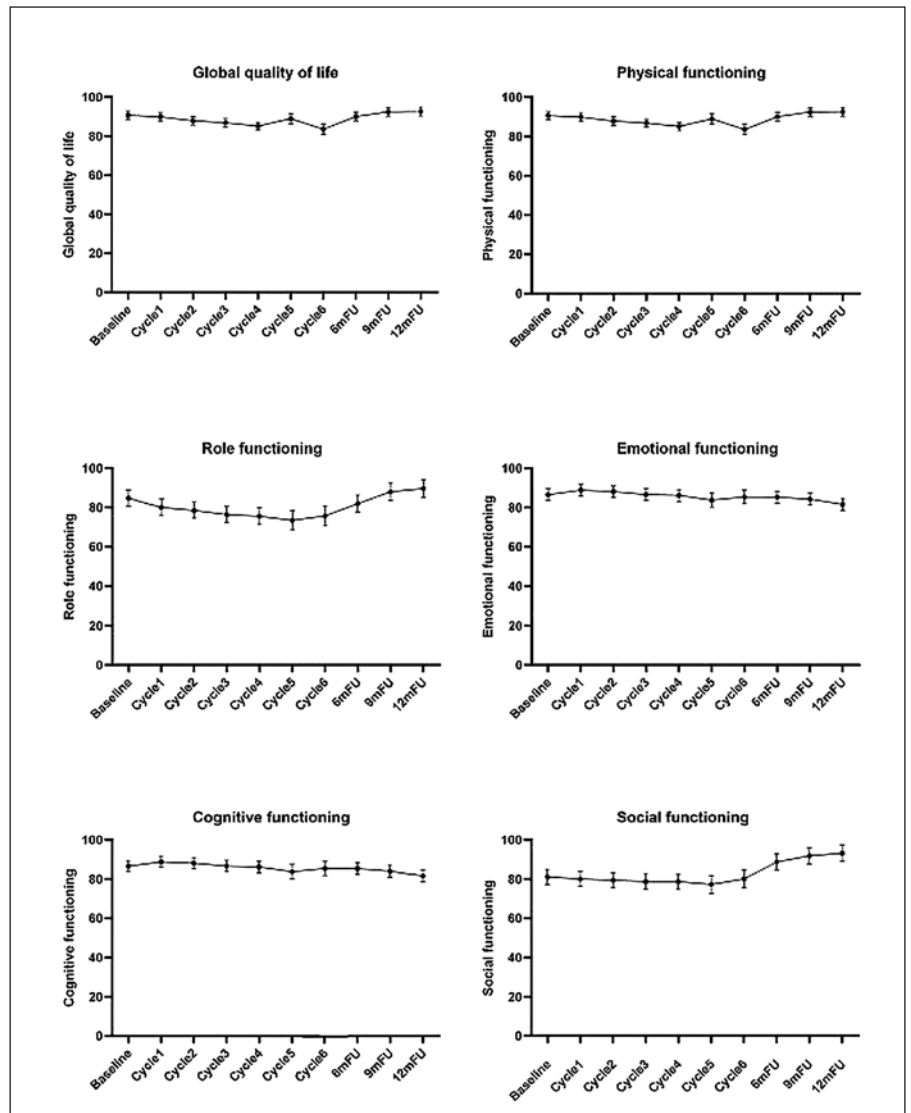 Global quality of life
Global quality of life
100
80
60
40
20
0
Baseline
Cycle1
Cycle2
Cycle3
Cycle4
Cycle5
Cycle6
6mFU
9mFU
12mFU
Physical functioning
Physical functioning
100
80
60
40
20
0
Baseline
Cycle1
Cycle2
Cycle3
Cycle4
Cycle5
Cycle6
6mFU
9mFU
12mFU
Role functioning
Role functioning
100
80
60
40
20
0
Baseline
Cycle1
Cycle2
Cycle3
Cycle4
Cycle5
Cycle6
6mFU
9mFU
12mFU
Emotional functioning
Emotional functioning
100
80
60
40
20
0
Baseline
Cycle1
Cycle2
Cycle3
Cycle4
Cycle5
Cycle6
6mFU
9mFU
12mFU
Cognitive functioning
Cognitive functioning
100
80
60
40
20
0
Baseline
Cycle1
Cycle2
Cycle3
Cycle4
Cycle5
Cycle6
6mFU
9mFU
12mFU
Social functioning
Social functioning
100
80
60
40
20
0
Baseline
Cycle1
Cycle2
Cycle3
Cycle4
Cycle5
Cycle6
6mFU
9mFU
12mFU